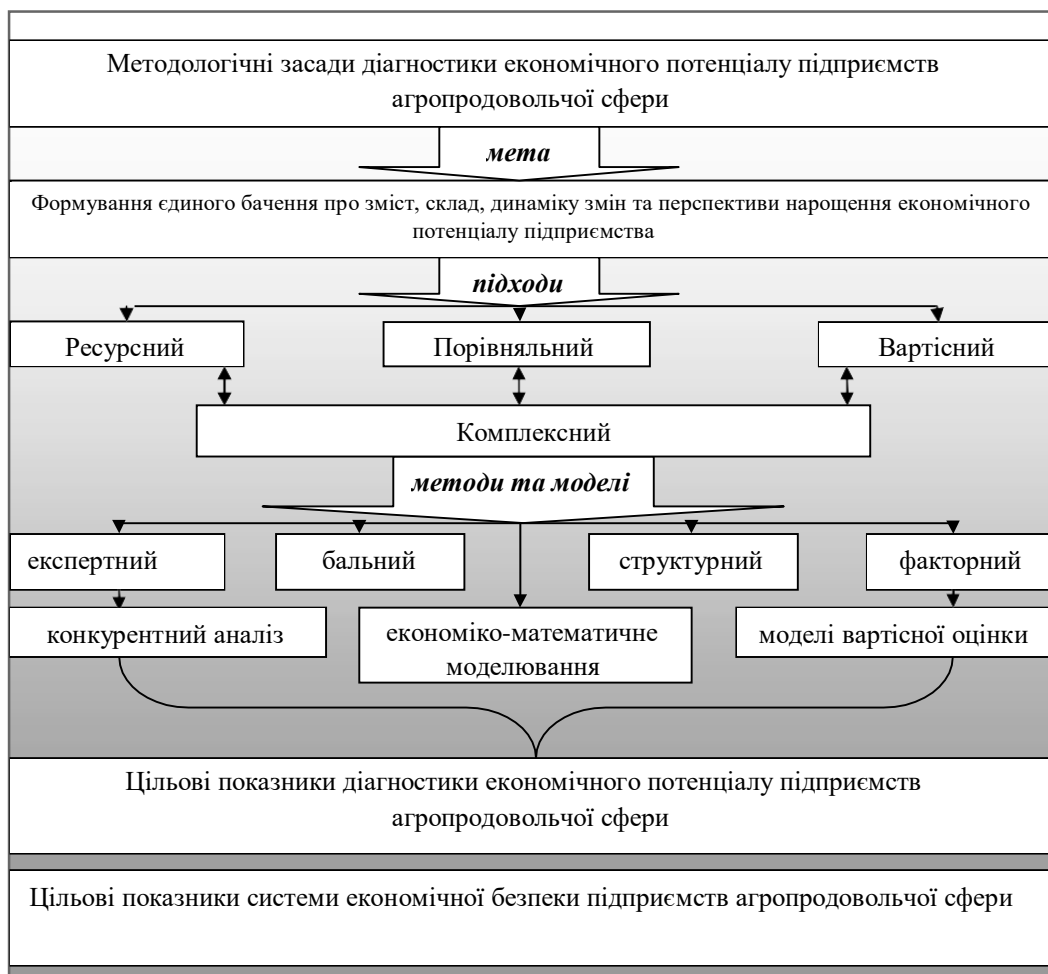 Методологічні засади діагностики економічного потенціалу підприємств
агропродовольчої сфери
мета
Формування єдиного бачення про зміст, склад, динаміку змін та перспективи нарощення економічного
потенціалу підприємства
підходи
Ресурсний
Порівняльний
Вартісний
Комплексний
методи та моделі
експертний
бальний
структурний
факторний
конкурентний аналіз
економіко-математичне
моделювання
моделі вартісної оцінки
Цільові показники діагностики економічного потенціалу підприємств
агропродовольчої сфери
Цільові показники системи економічної безпеки підприємств агропродовольчої сфери